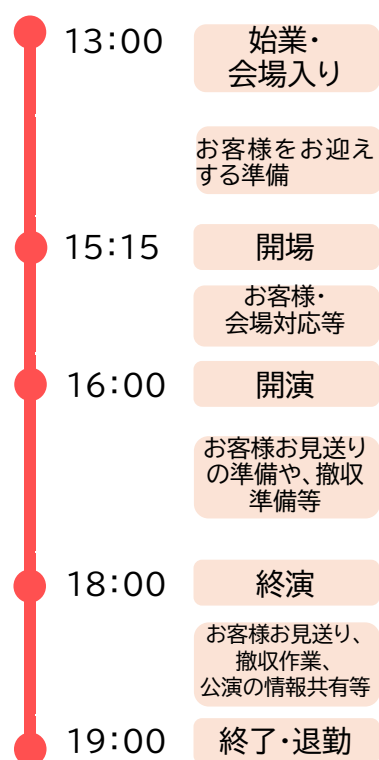 13:00
始業・
会場入り
お客様をお迎え
する準備
15:15
開場
お客様・
会場対応等
16:00
開演
お客様お見送り
の準備や、撤収
準備等
18:00
終演
お客様お見送り、
撤収作業、
公演の情報共有等
19:00
終了・退勤